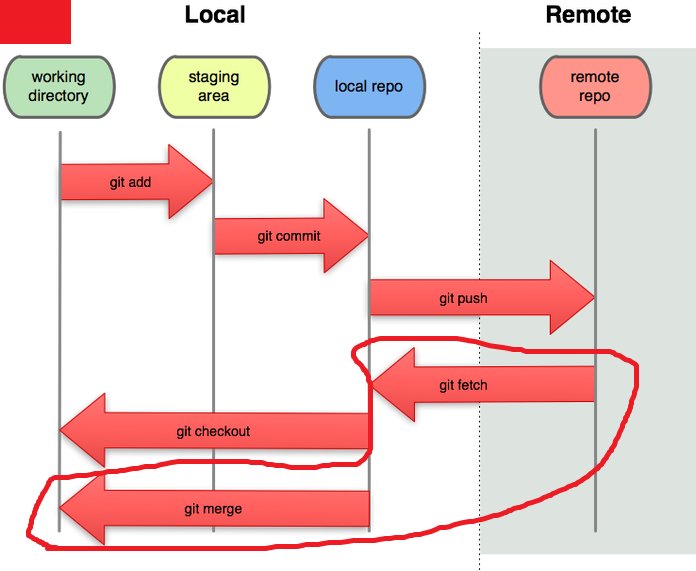 Local
Remote
working
directory
staging
area
local repo
remote
repo
git add
git commit
git push
git fetch
git checkout
git merge